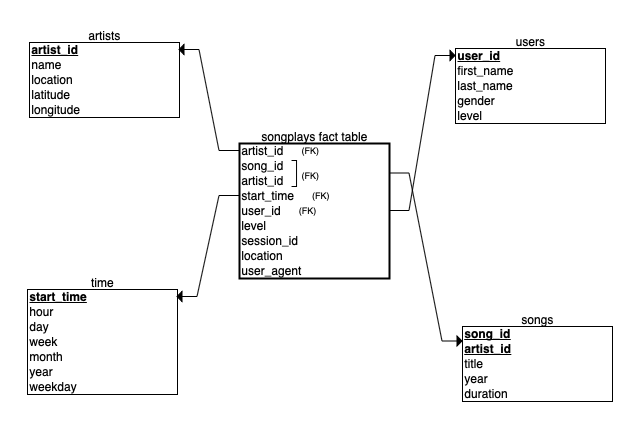 artists
artist_id
name
location
latitude
longitude
users
user_id
first_name
last_name
gender
level
songplays fact table
artist_id (FK)
song_id
artist_id (FK)
start_time (FK)
user_id (FK)
level
session_id
location
user_agent
time
start_time
hour
day
week
month
year
weekday
songs
song_id
artist_id
title
year
duration